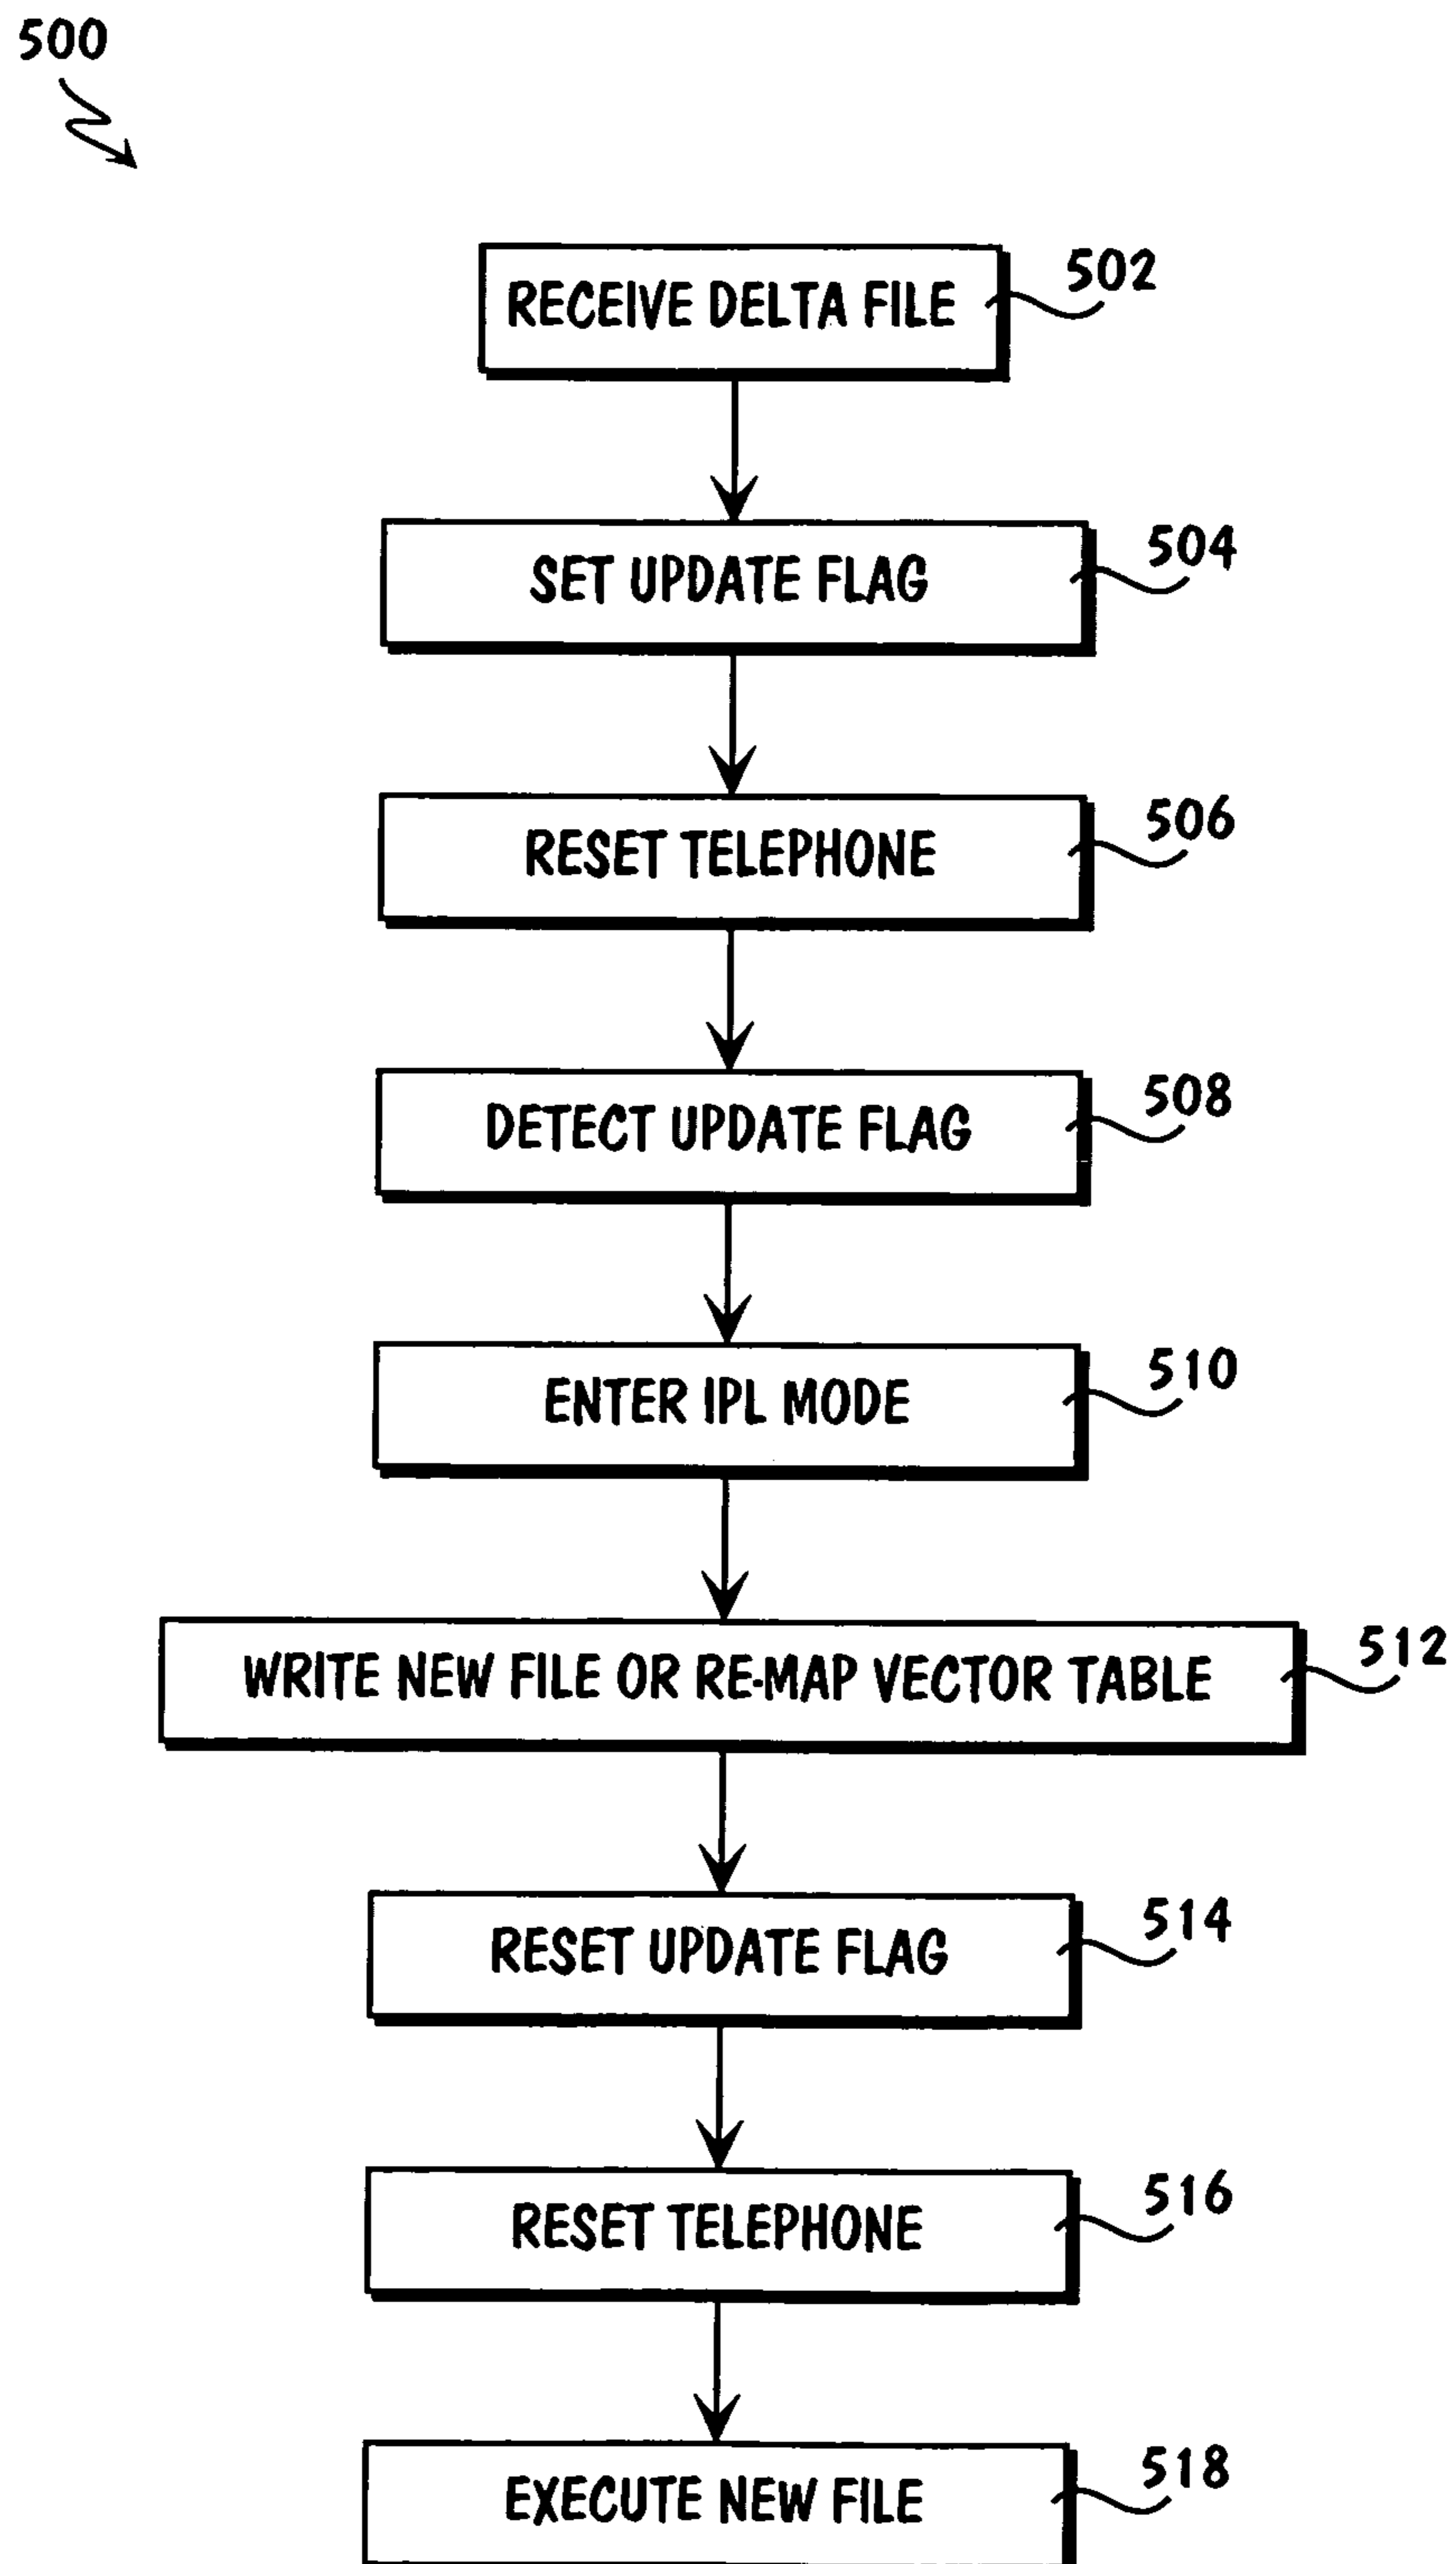 500
RECEIVE DELTA FILE
502
SET UPDATE FLAG
504
RESET TELEPHONE
506
DETECT UPDATE FLAG
508
ENTER IPL MODE
510
WRITE NEW FILE OR RE-MAP VECTOR TABLE
512
RESET UPDATE FLAG
514
RESET TELEPHONE
516
EXECUTE NEW FILE
518